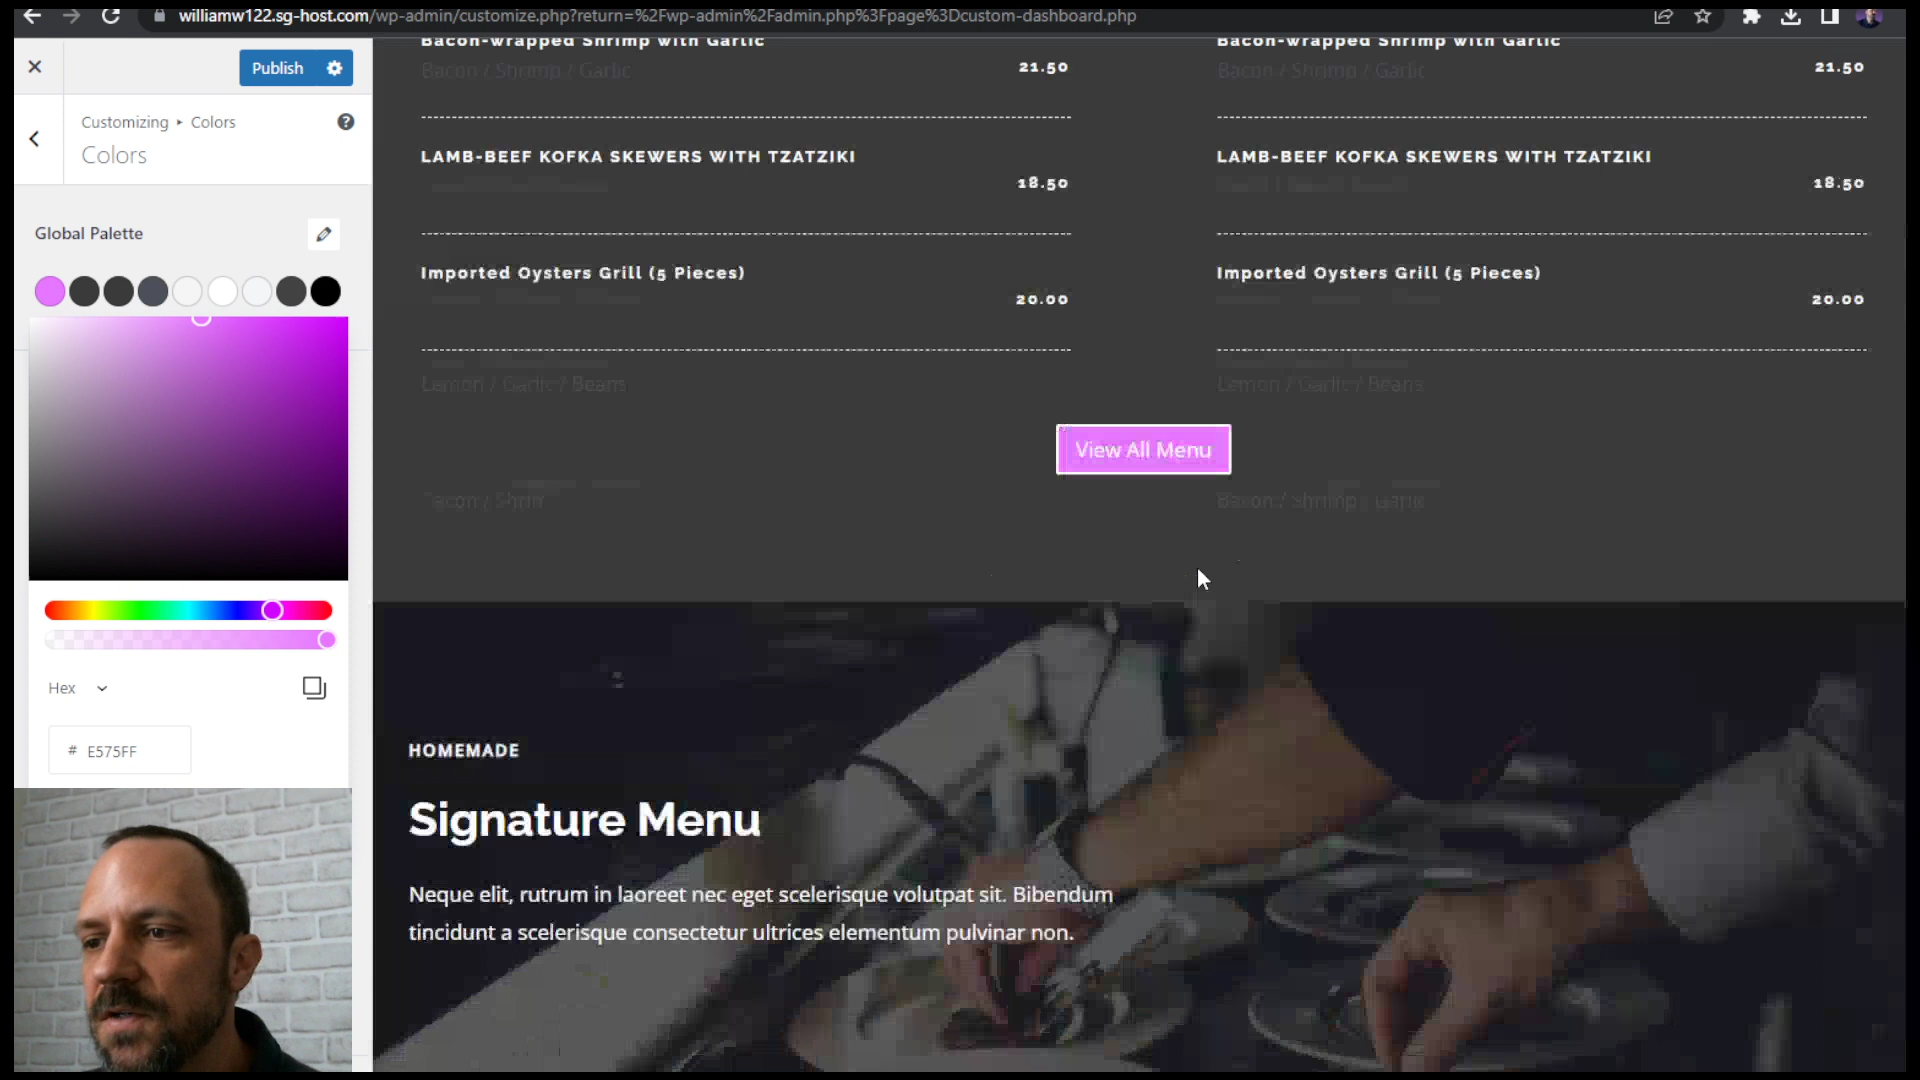 williamw122.sg-host.com/wp-admin/customize.php?return=%2Fwp-admin%2Fadmin.php%3Fpage%3Dcustom-dashboard.php
Publish
Customizing ▸ Colors
Colors
Global Palette
Hex
# E575FF
Bacon-wrapped Shrimp with Garlic
Bacon / Shrimp / Garlic
21.50
LAMB-BEEF KOFKA SKEWERS WITH TZATZIKI
18.50
Imported Oysters Grill (5 Pieces)
20.00
Lemon / Garlic / Beans
Bacon-wrapped Shrimp with Garlic
Bacon / Shrimp / Garlic
21.50
LAMB-BEEF KOFKA SKEWERS WITH TZATZIKI
18.50
Imported Oysters Grill (5 Pieces)
20.00
Lemon / Garlic / Beans
Bacon / Shrimp / Garlic
View All Menu
HOMEMADE
Signature Menu
Neque elit, rutrum in laoreet nec eget scelerisque volutpat sit. Bibendum
tincidunt a scelerisque consectetur ultrices elementum pulvinar non.